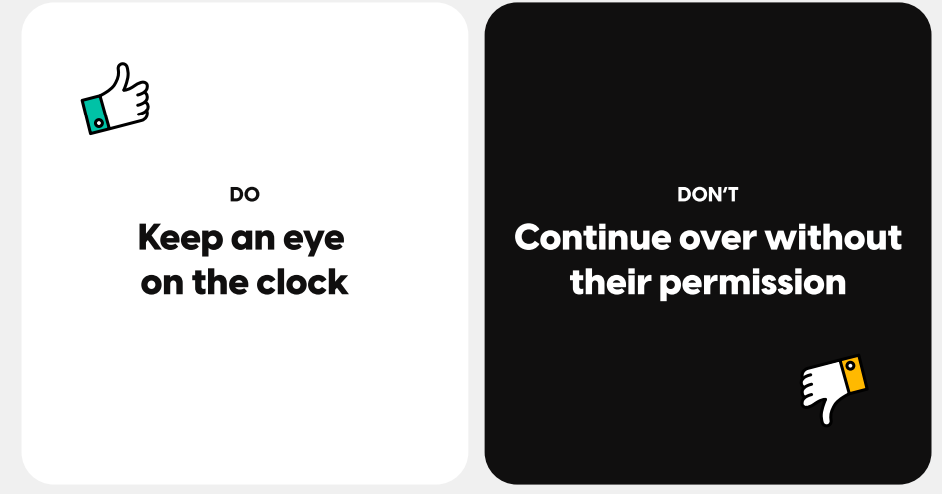 DO
Keep an eye
on the clock
DON'T
Continue over without
their permission